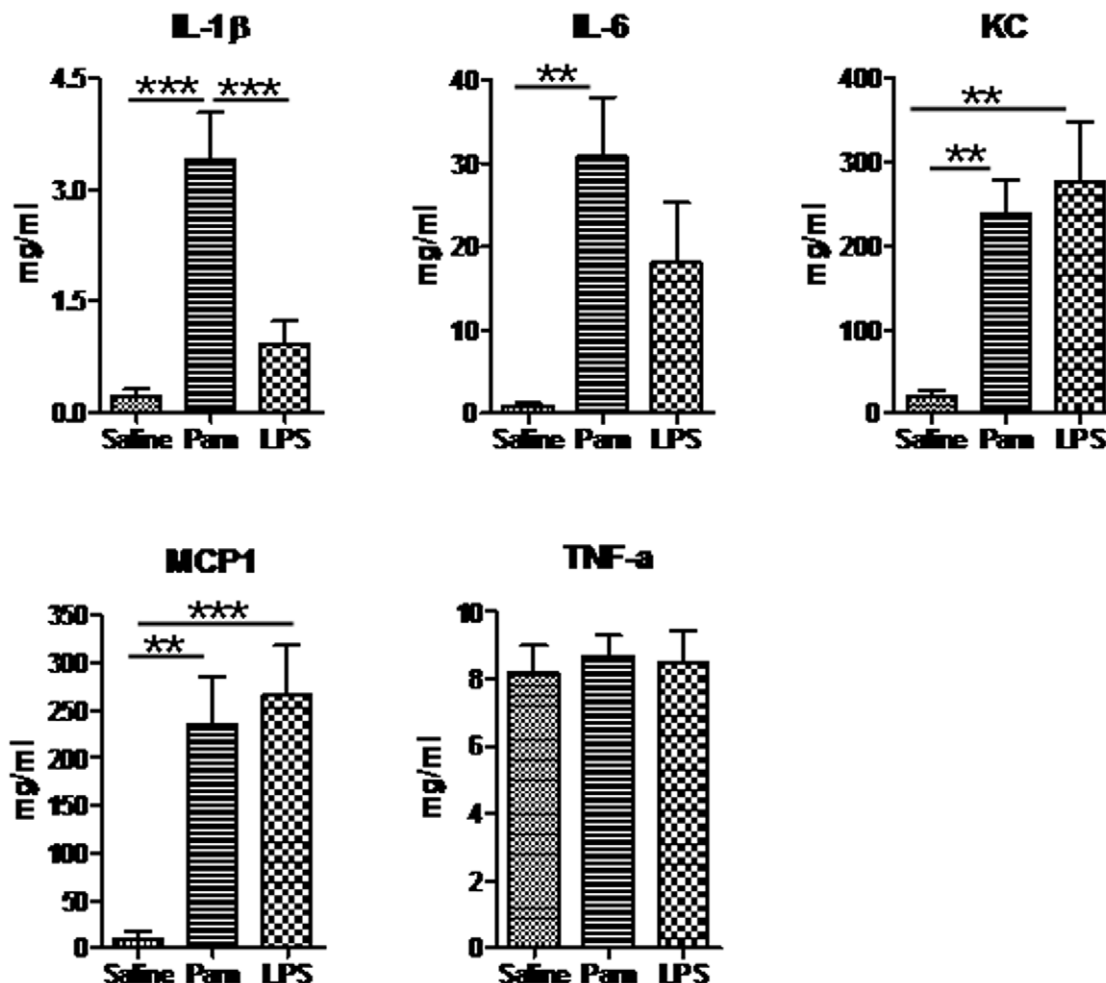 IL-1β
*** ***
4.5
3.0
1.5
0.0
mg/ml
Saline Pam LPS
IL-6
**
40
30
20
10
0
mg/ml
Saline Pam LPS
KC
**
**
400
300
200
100
0
mg/ml
Saline Pam LPS
MCP1
***
**
350
300
250
200
150
100
50
0
mg/ml
Saline Pam LPS
TNF-a
10
8
6
4
2
0
mg/ml
Saline Pam LPS